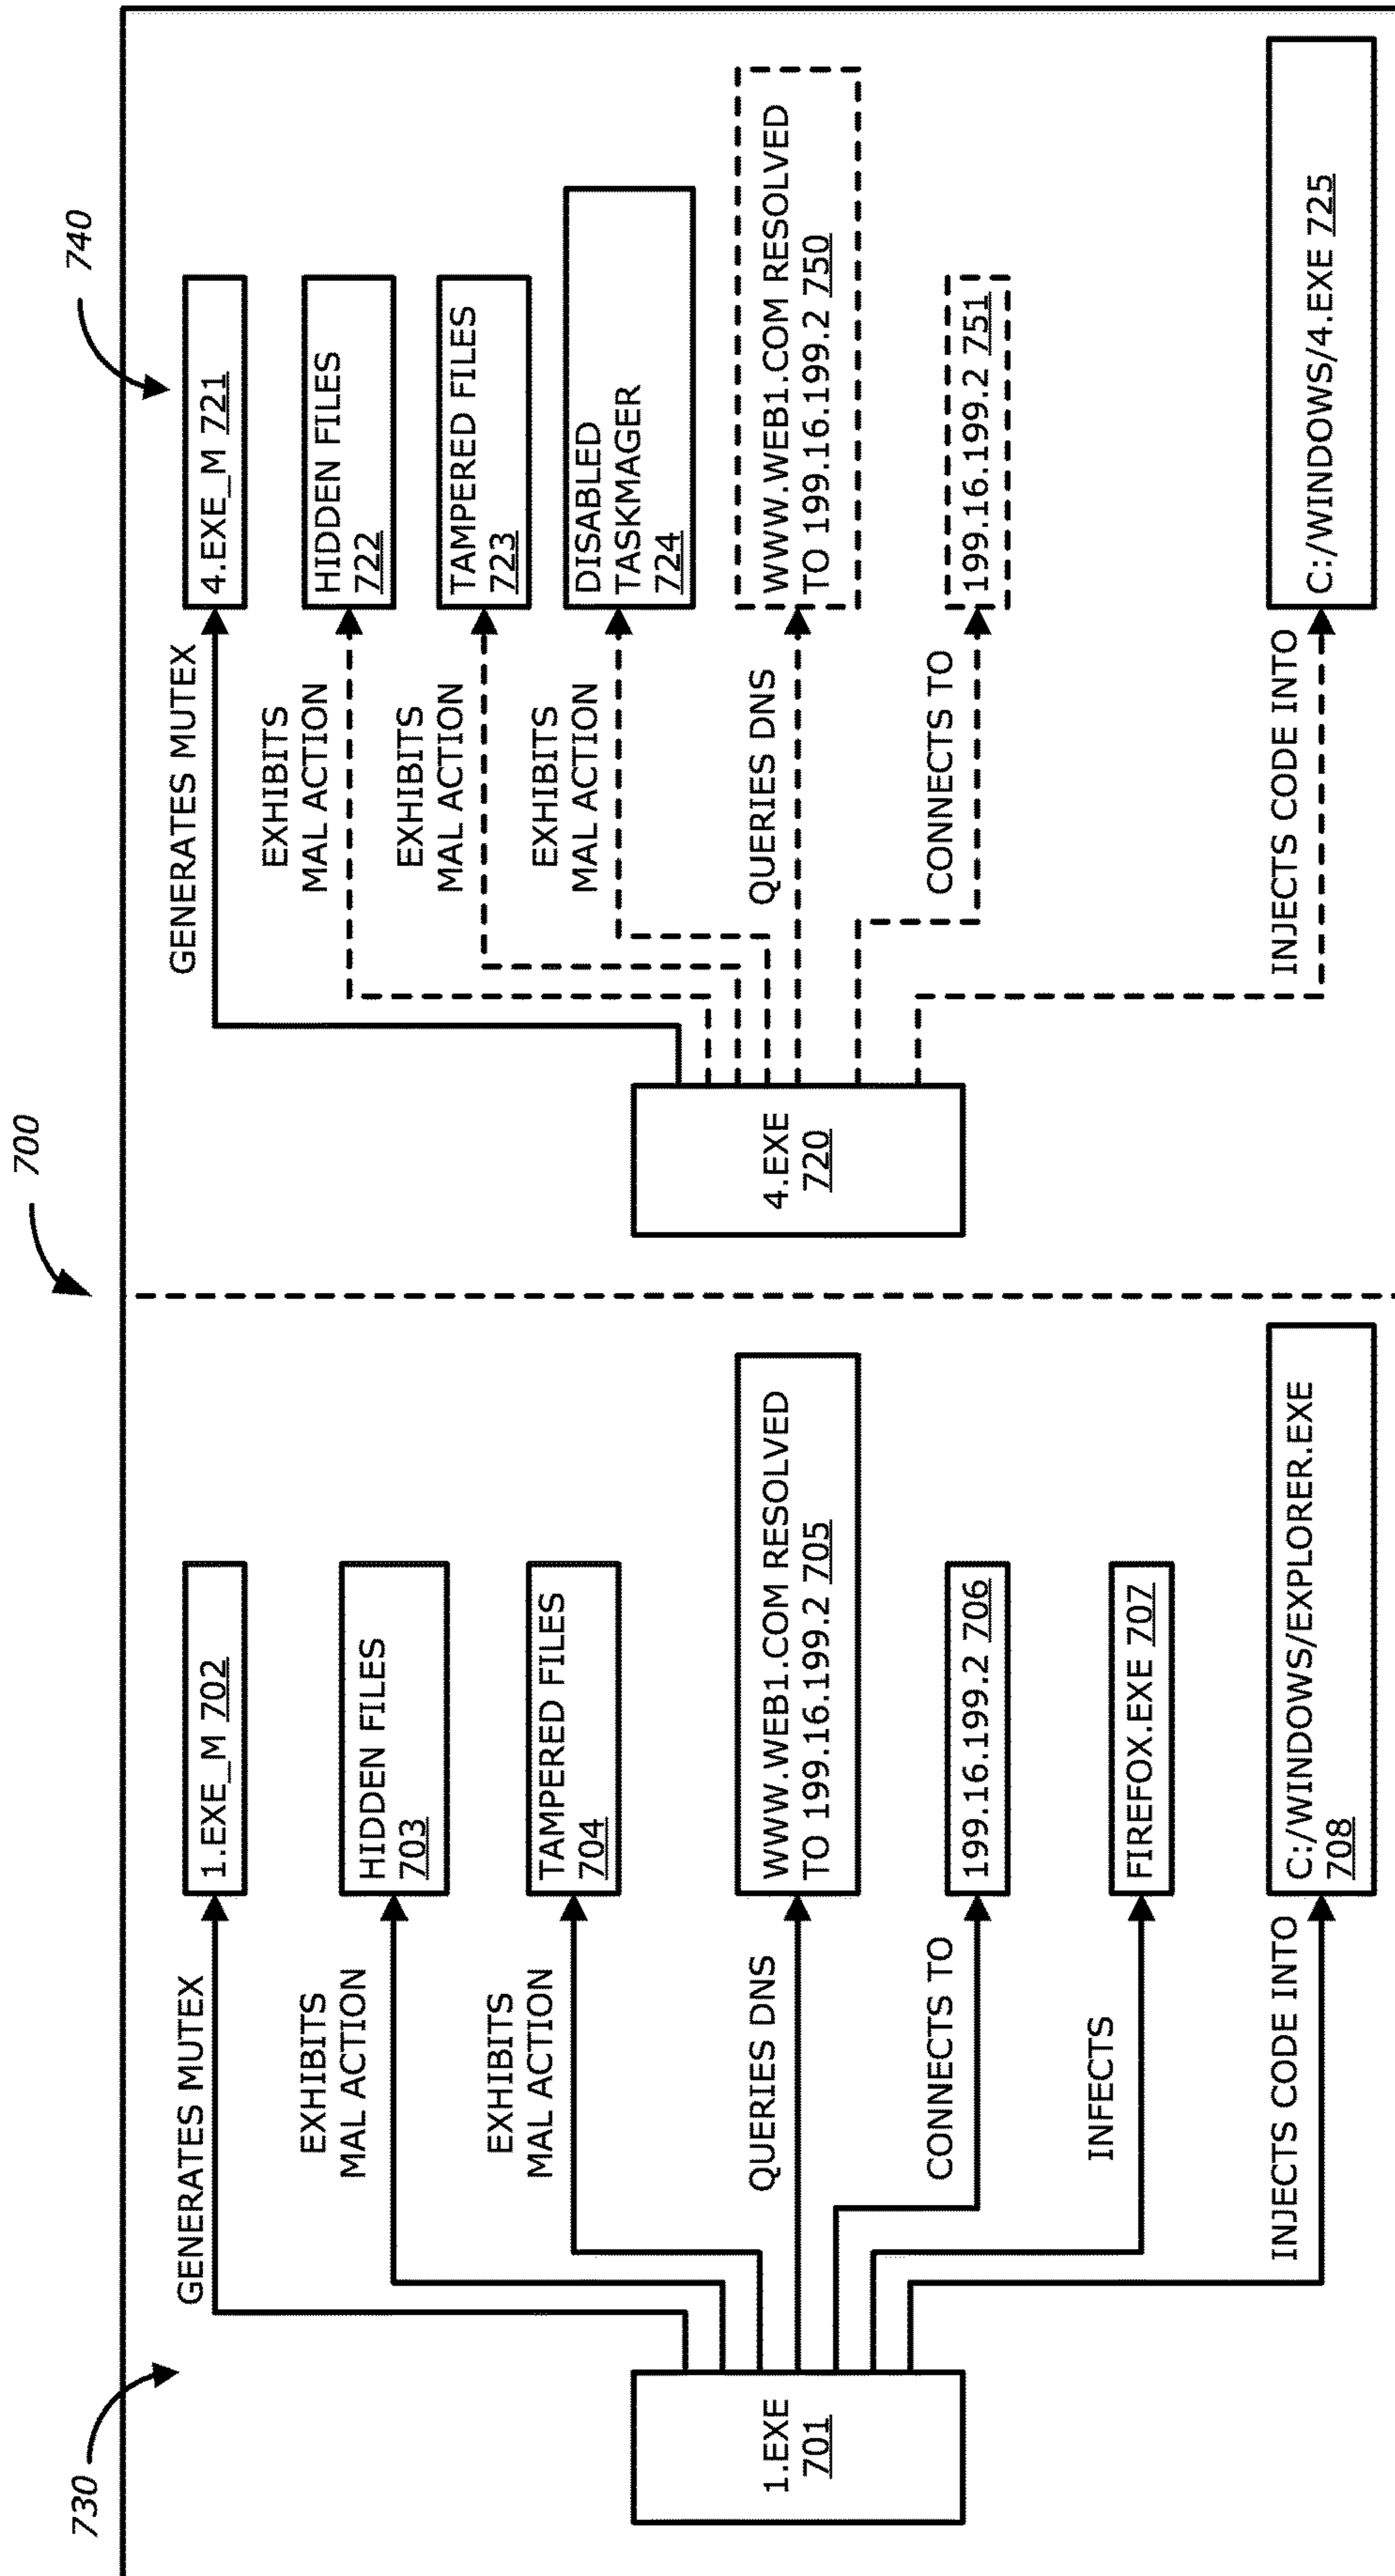 700
730
GENERATES MUTEX
1.EXE_M 702
EXHIBITS
MAL ACTION
HIDDEN FILES
703
EXHIBITS
MAL ACTION
TAMPERED FILES
704
1.EXE
701
QUERIES DNS
WWW.WEB1.COM RESOLVED
TO 199.16.199.2 705
CONNECTS TO
199.16.199.2 706
INFECTS
FIREFOX.EXE 707
INJECTS CODE INTO
C:/WINDOWS/EXPLORER.EXE
708
740
GENERATES MUTEX
4.EXE_M 721
EXHIBITS
MAL ACTION
HIDDEN FILES
722
EXHIBITS
MAL ACTION
TAMPERED FILES
723
EXHIBITS
MAL ACTION
DISABLED
TASKMAGER
724
4.EXE
720
QUERIES DNS
WWW.WEB1.COM RESOLVED
TO 199.16.199.2 750
CONNECTS TO
199.16.199.2 751
INJECTS CODE INTO
C:/WINDOWS/4.EXE 725